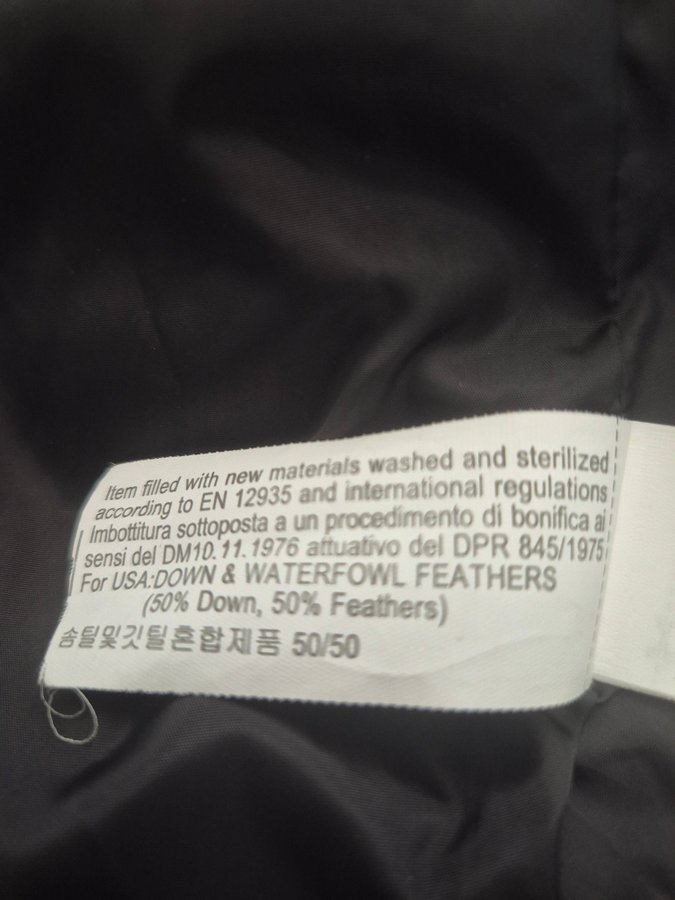 Item filled with new materials washed and sterilized
according to EN 12935 and international regulations
Imbottitura sottoposta a un procedimento di bonifica ai
sensi del DM10.11.1976 attuativo del DPR 845/1975
For USA:DOWN & WATERFOWL FEATHERS
(50% Down, 50% Feathers)
솜털및깃털혼합제품 50/50